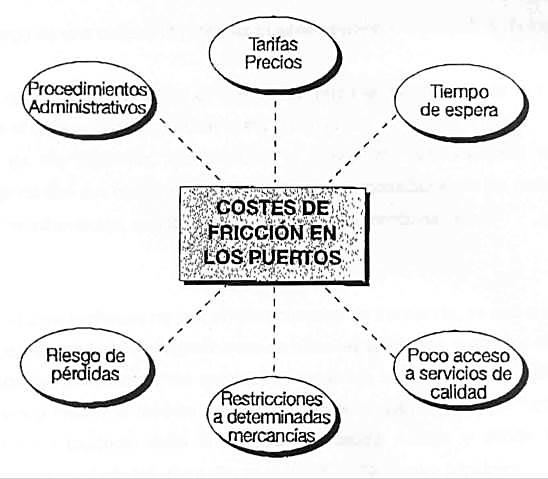 Tarifas
Precios
Procedimientos
Administrativos
Tiempo
de espera
COSTES DE
FRICCIÓN EN
LOS PUERTOS
Riesgo de
pérdidas
Restricciones
a determinadas
mercancías
Poco acceso
a servicios de
calidad